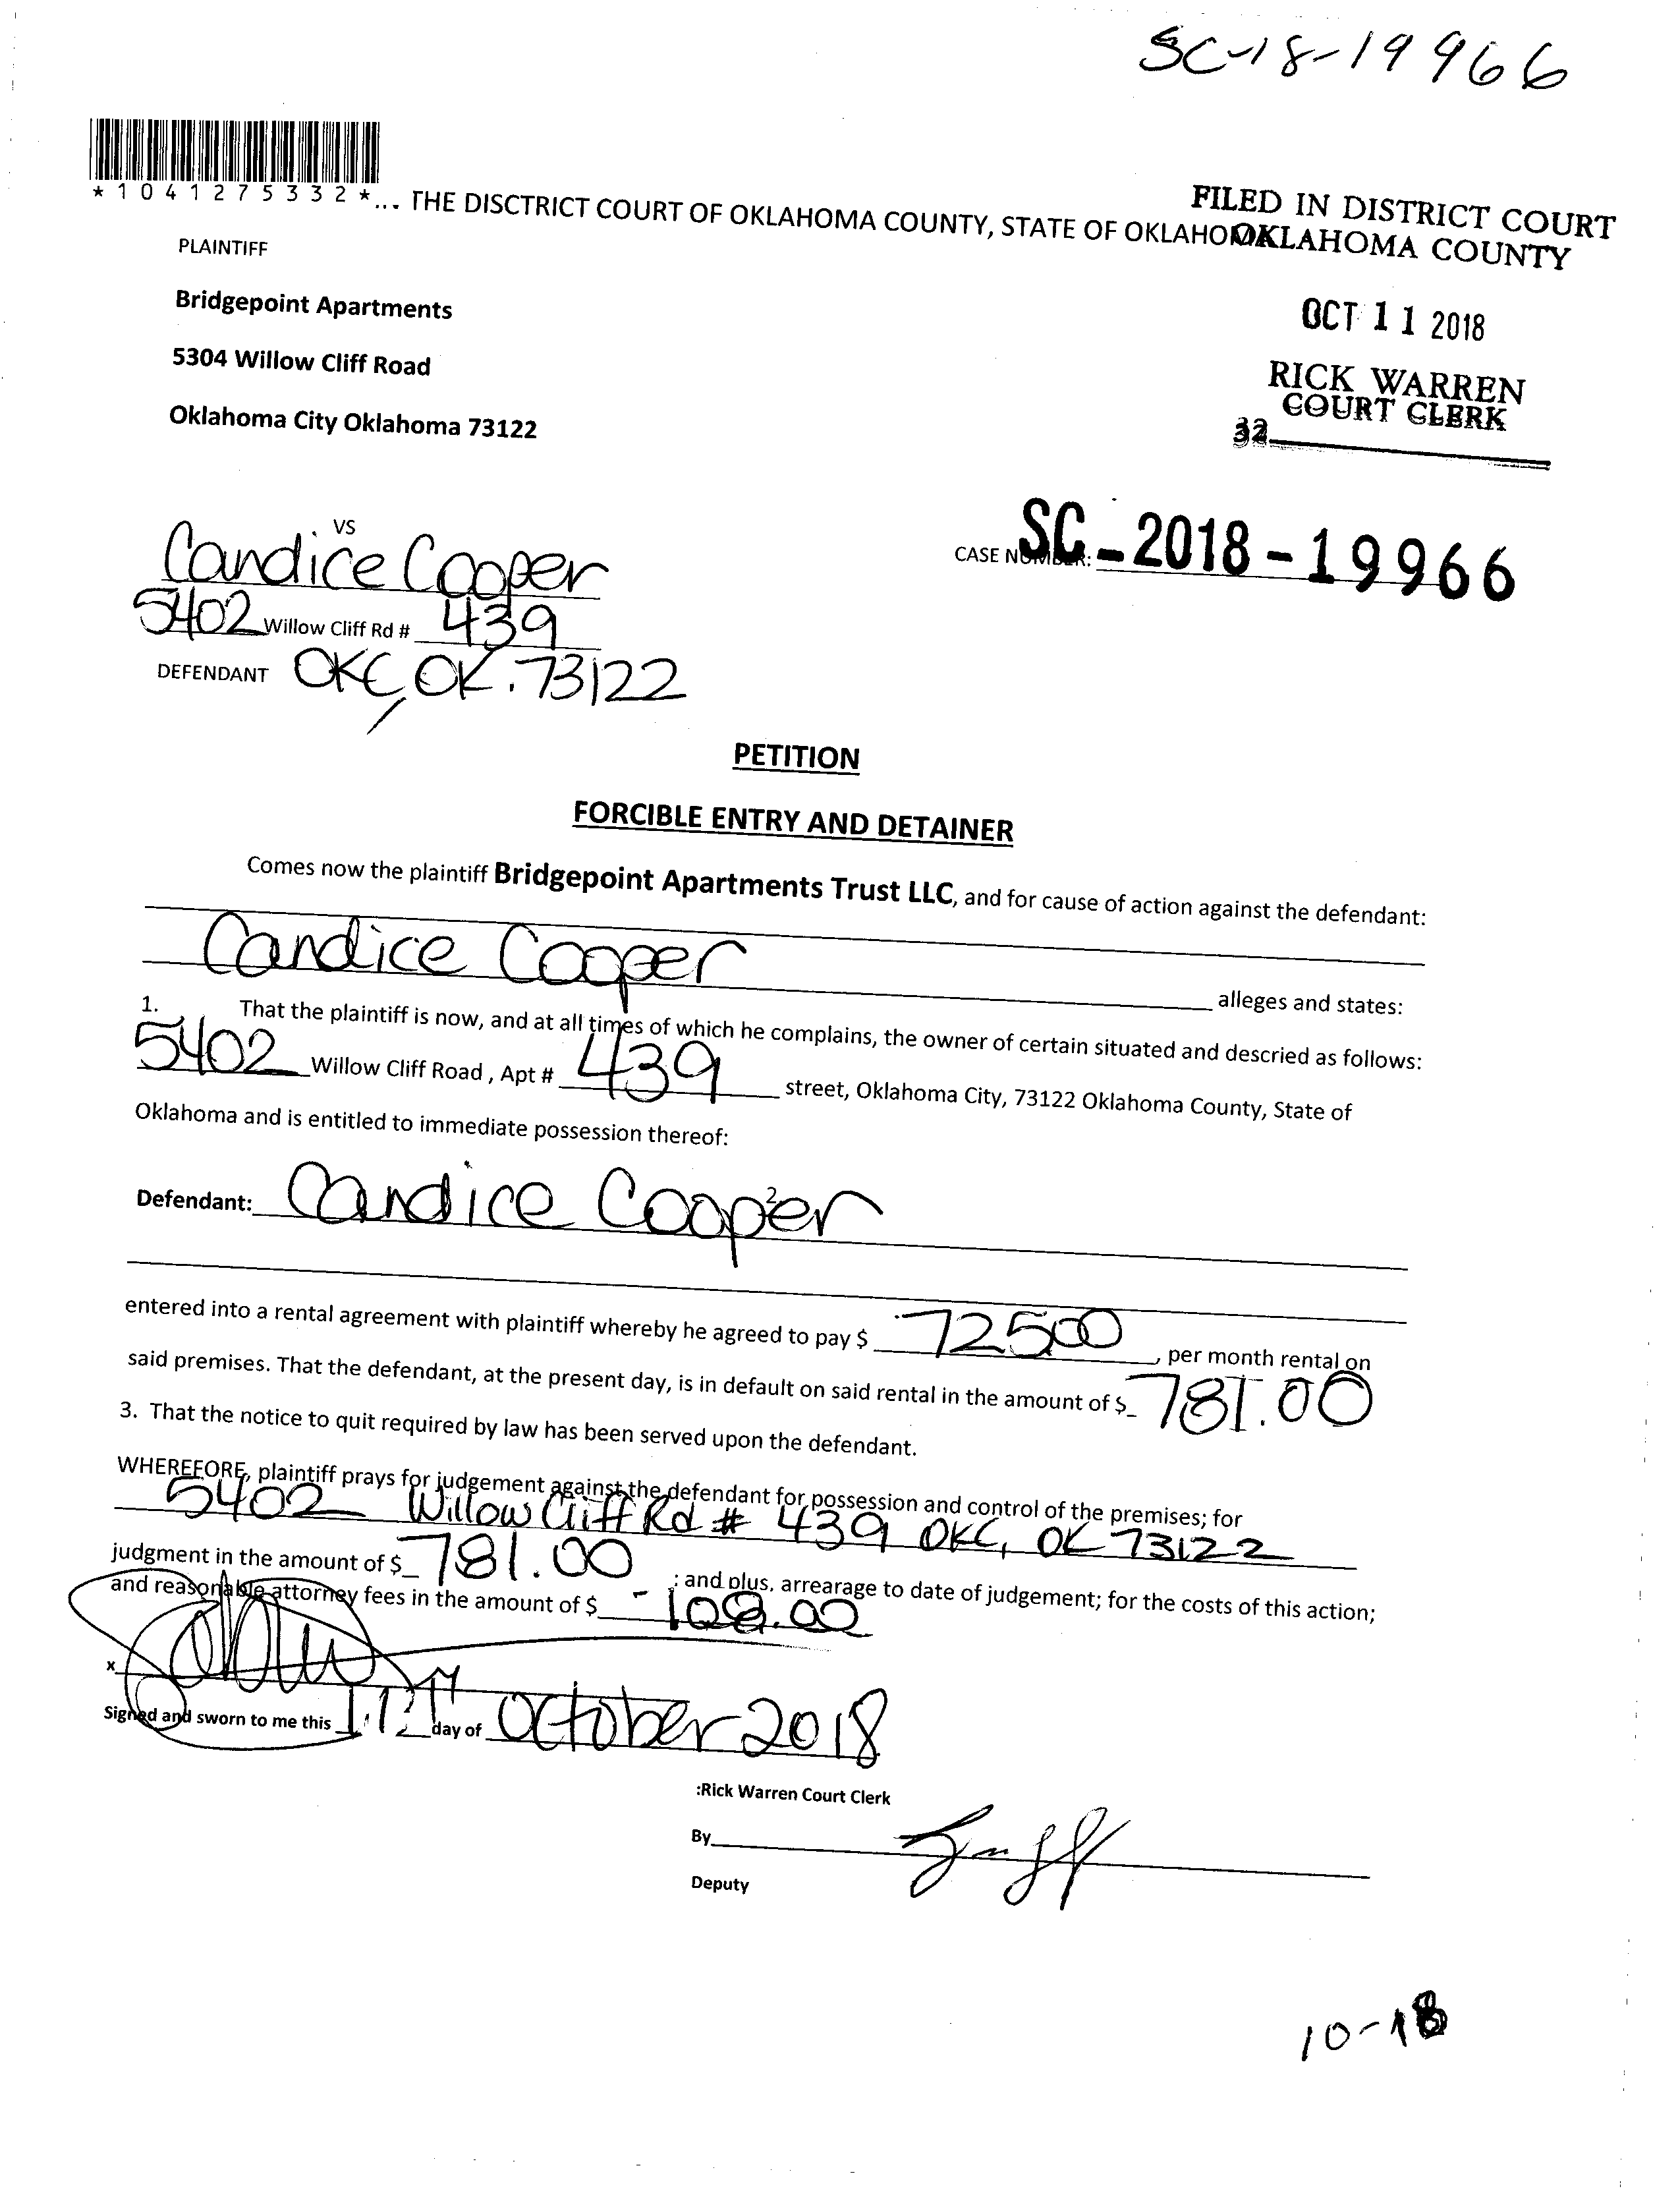 SC-18-19966
*1041275332*... THE DISCTRICT COURT OF OKLAHOMA COUNTY, STATE OF OKLAHO
FILED IN DISTRICT COURT
OKLAHOMA COUNTY
PLAINTIFF
Bridgepoint Apartments
OCT 11 2018
5304 Willow Cliff Road
RICK WARREN
COURT CLERK
Oklahoma City Oklahoma 73122
32
VS
Candice Cooper
CASE NUMBER: SC-2018-19966
5402 Willow Cliff Rd # 439
DEFENDANT OKC, OK. 73122
PETITION
FORCIBLE ENTRY AND DETAINER
Comes now the plaintiff Bridgepoint Apartments Trust LLC, and for cause of action against the defendant:
Candice Cooper alleges and states:
1. That the plaintiff is now, and at all times of which he complains, the owner of certain situated and descried as follows:
5402 Willow Cliff Road , Apt # 439 street, Oklahoma City, 73122 Oklahoma County, State of
Oklahoma and is entitled to immediate possession thereof:
2
Defendant: Candice Cooper
entered into a rental agreement with plaintiff whereby he agreed to pay $ 72500, per month rental on
said premises. That the defendant, at the present day, is in default on said rental in the amount of $ 781.00
3. That the notice to quit required by law has been served upon the defendant.
WHEREFORE, plaintiff prays for judgement against the defendant for possession and control of the premises; for
5402 Willow Cliff Rd # 439 OKC, OK 73122
judgment in the amount of $ 781.00 : and plus, arrearage to date of judgement; for the costs of this action;
and reasonable attorney fees in the amount of $
x
Signed and sworn to me this day of October 2018
:Rick Warren Court Clerk
By
Deputy
10-18